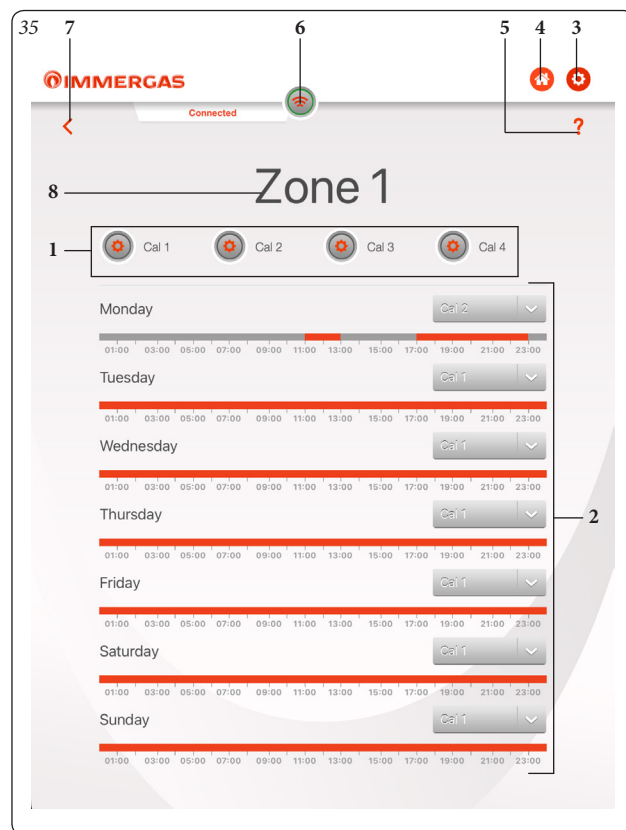 35 7 6 5 4 3
IMMERGAS
Connected
?
8 Zone 1
1 Cal 1 Cal 2 Cal 3 Cal 4
Monday Cal 2
01:00 03:00 05:00 07:00 09:00 11:00 13:00 15:00 17:00 19:00 21:00 23:00
Tuesday Cal 1
01:00 03:00 05:00 07:00 09:00 11:00 13:00 15:00 17:00 19:00 21:00 23:00
Wednesday Cal 1
01:00 03:00 05:00 07:00 09:00 11:00 13:00 15:00 17:00 19:00 21:00 23:00
Thursday Cal 1
2
01:00 03:00 05:00 07:00 09:00 11:00 13:00 15:00 17:00 19:00 21:00 23:00
Friday Cal 1
01:00 03:00 05:00 07:00 09:00 11:00 13:00 15:00 17:00 19:00 21:00 23:00
Saturday Cal 1
01:00 03:00 05:00 07:00 09:00 11:00 13:00 15:00 17:00 19:00 21:00 23:00
Sunday Cal 1
01:00 03:00 05:00 07:00 09:00 11:00 13:00 15:00 17:00 19:00 21:00 23:00